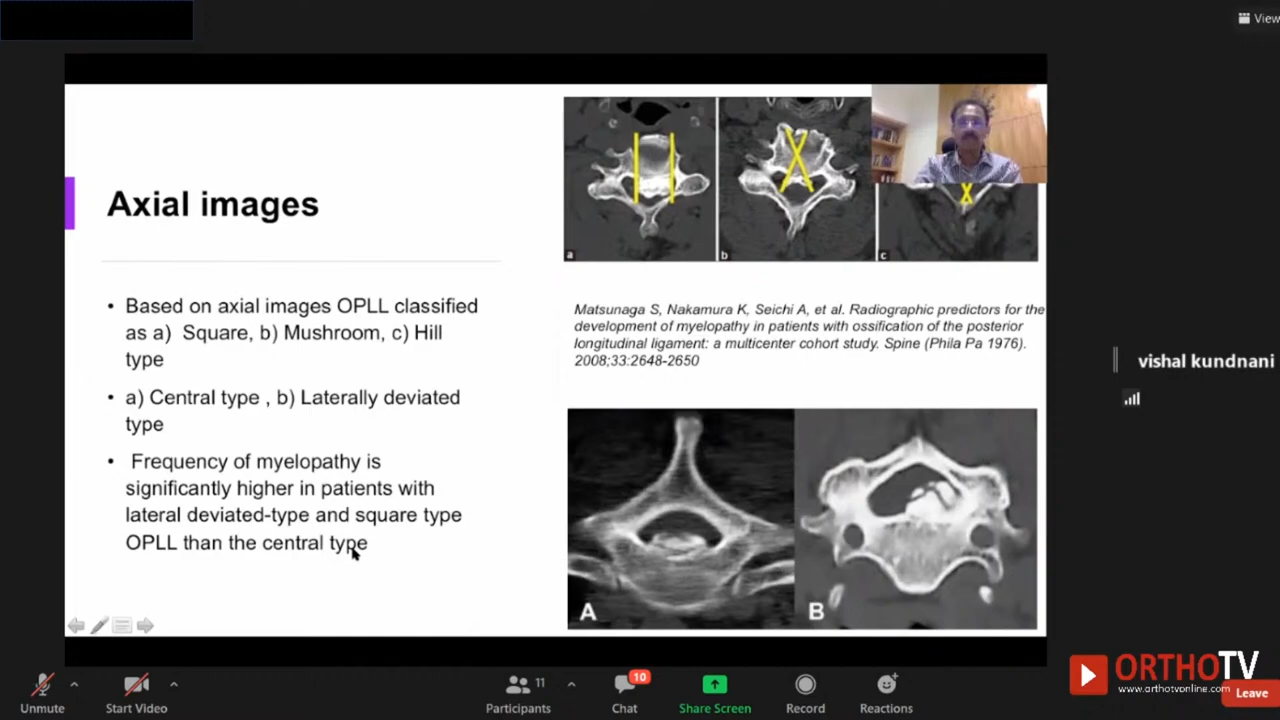 View
Axial images
• Based on axial images OPLL classified
as a) Square, b) Mushroom, c) Hill
type
• a) Central type , b) Laterally deviated
type
• Frequency of myelopathy is
significantly higher in patients with
lateral deviated-type and square type
OPLL than the central type
a
b
c
Matsunaga S, Nakamura K, Seichi A, et al. Radiographic predictors for the
development of myelopathy in patients with ossification of the posterior
longitudinal ligament: a multicenter cohort study. Spine (Phila Pa 1976).
2008;33:2648-2650
A
B
vishal kundnani
ORTHOTV
www.orthotvonline.com
Unmute
Start Video
11
Participants
10
Chat
Share Screen
Record
Reactions
Leave